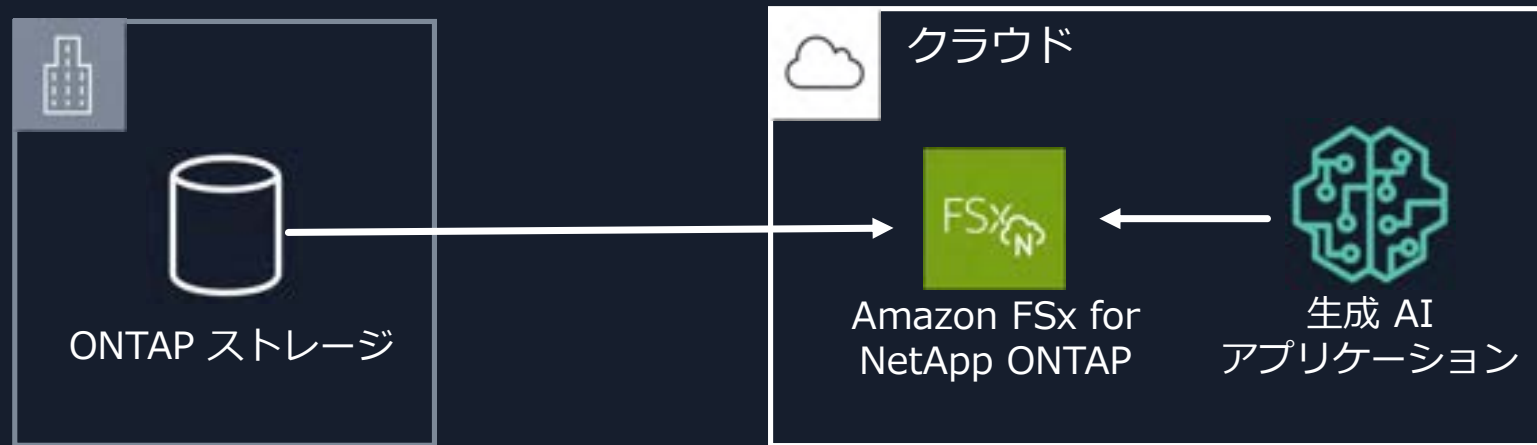 クラウド
ONTAP ストレージ
FSx
N
Amazon FSx for
NetApp ONTAP
生成 AI
アプリケーション